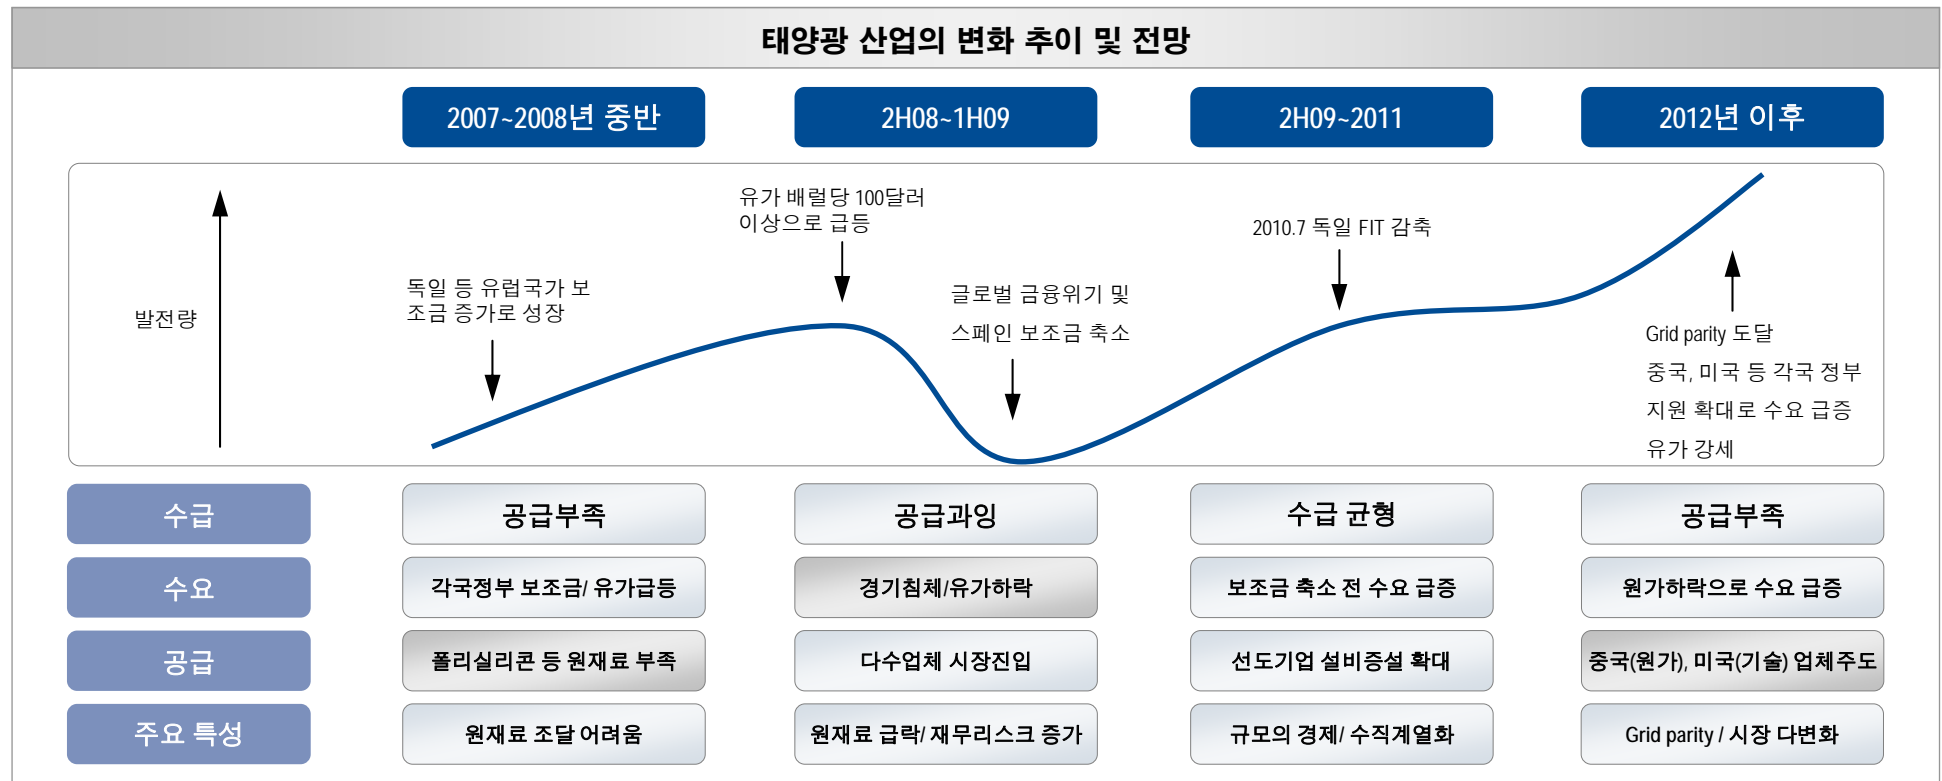 태양광 산업의 변화 추이 및 전망
2007~2008년 중반
2H08~1H09
2H09~2011
2012년 이후
발전량
독일 등 유럽국가 보
조금 증가로 성장
유가 배럴당 100달러
이상으로 급등
글로벌 금융위기 및
스페인 보조금 축소
2010.7 독일 FIT 감축
Grid parity 도달
중국, 미국 등 각국 정부
지원 확대로 수요 급증
유가 강세
수급
공급부족
공급과잉
수급 균형
공급부족
수요
각국정부 보조금/ 유가급등
경기침체/유가하락
보조금 축소 전 수요 급증
원가하락으로 수요 급증
공급
폴리실리콘 등 원재료 부족
다수업체 시장진입
선도기업 설비증설 확대
중국(원가), 미국(기술) 업체주도
주요 특성
원재료 조달 어려움
원재료 급락/ 재무리스크 증가
규모의 경제/ 수직계열화
Grid parity / 시장 다변화